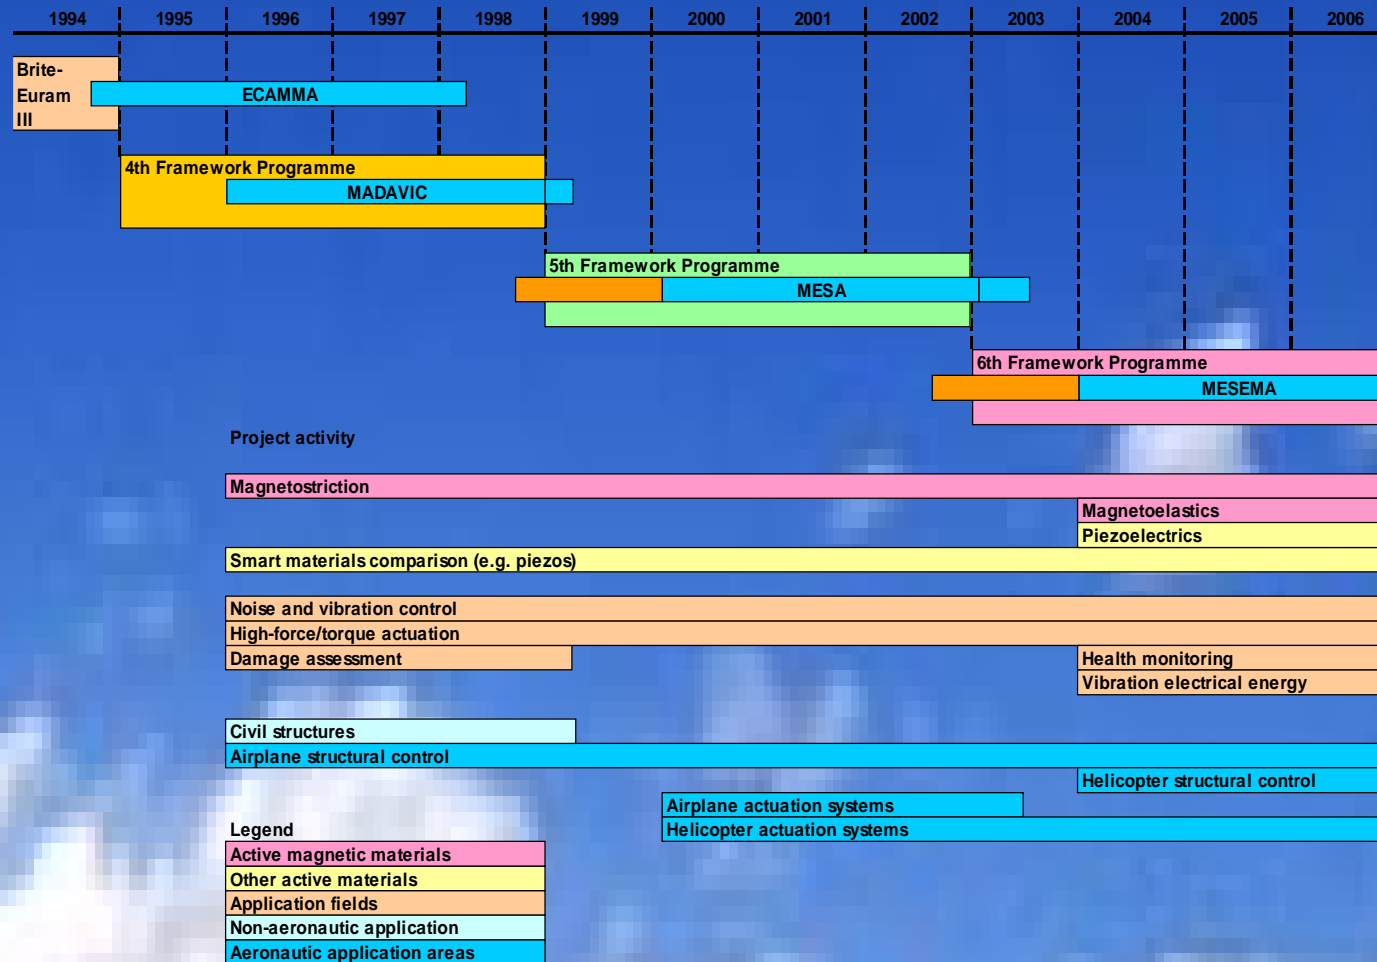 1994 1995 1996 1997 1998 1999 2000 2001 2002 2003 2004 2005 2006
Brite-
Euram
III
ECAMMA
4th Framework Programme
MADAVIC
5th Framework Programme
MESA
6th Framework Programme
MESEMA
Project activity
Magnetostriction
Magnetoelastics
Piezoelectrics
Smart materials comparison (e.g. piezos)
Noise and vibration control
High-force/torque actuation
Damage assessment
Health monitoring
Vibration electrical energy
Civil structures
Airplane structural control
Helicopter structural control
Airplane actuation systems
Helicopter actuation systems
Legend
Active magnetic materials
Other active materials
Application fields
Non-aeronautic application
Aeronautic application areas